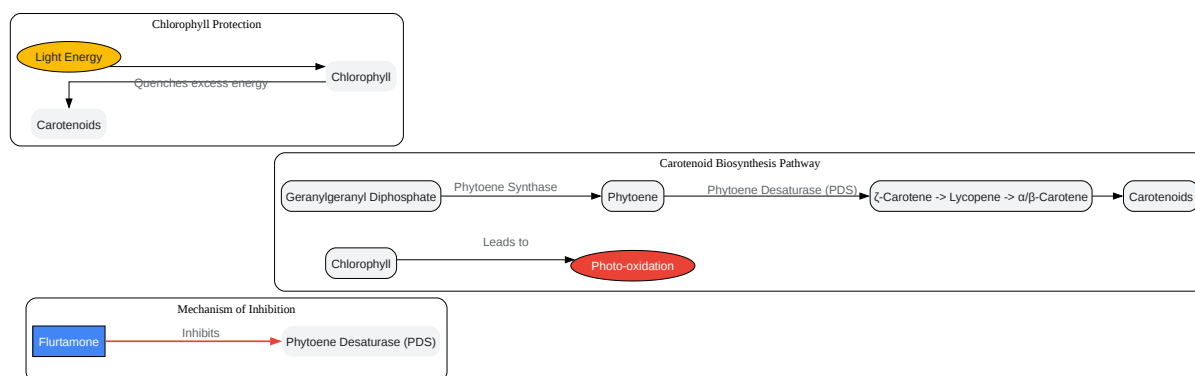 Chlorophyll Protection
Light Energy
Chlorophyll
Quenches excess energy
Carotenoids
Carotenoid Biosynthesis Pathway
Geranylgeranyl Diphosphate
Phytoene Synthase
Phytoene
Phytoene Desaturase (PDS)
ζ-Carotene -> Lycopene -> α/β-Carotene
Carotenoids
Chlorophyll
Leads to
Photo-oxidation
Mechanism of Inhibition
Flurtamone
Inhibits
Phytoene Desaturase (PDS)